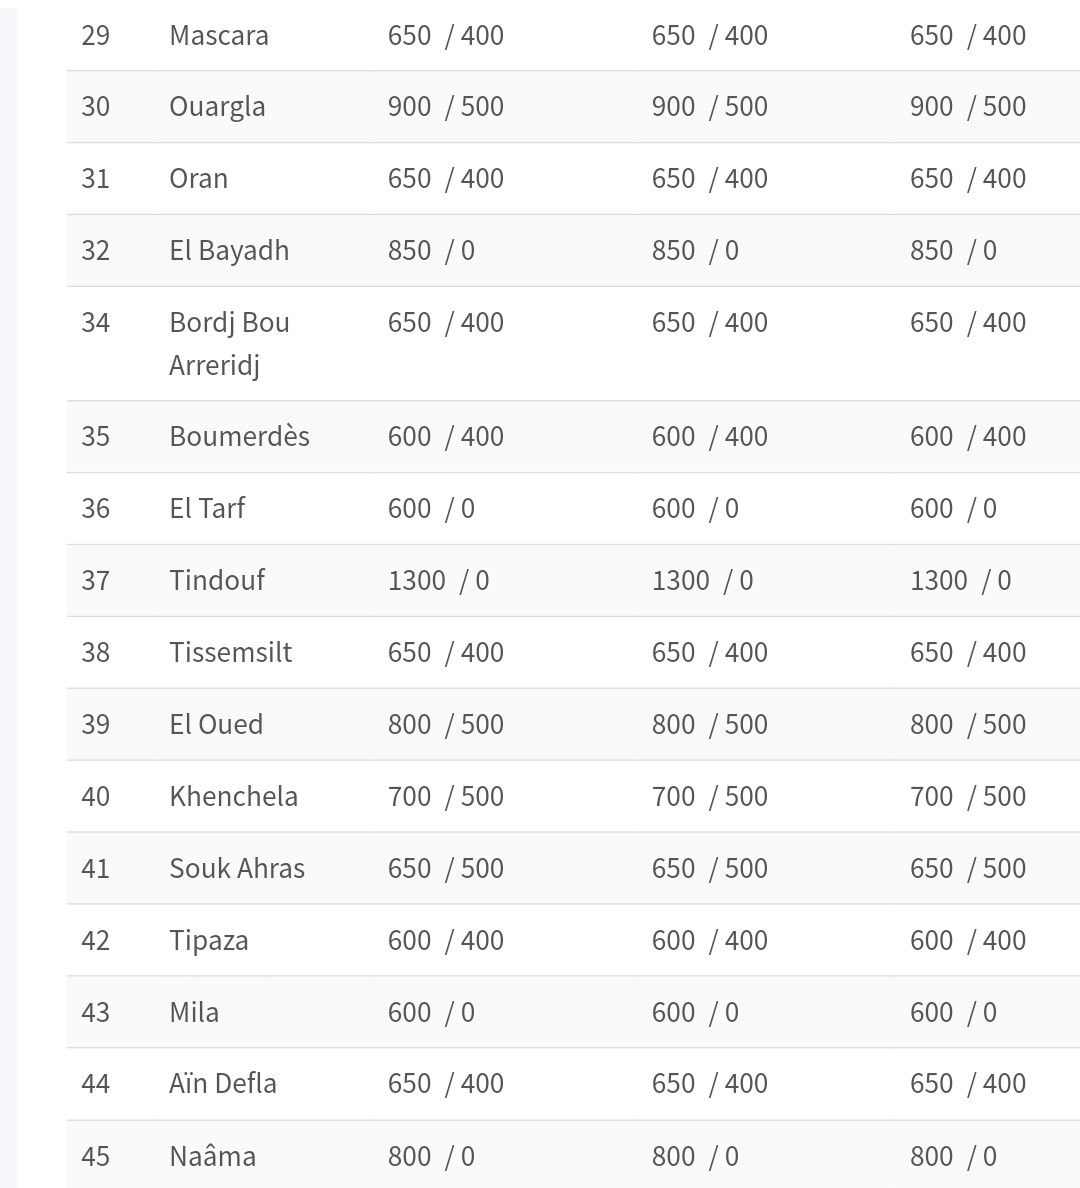 29 Mascara 650 / 400 650 / 400 650 / 400
30 Ouargla 900 / 500 900 / 500 900 / 500
31 Oran 650 / 400 650 / 400 650 / 400
32 El Bayadh 850 / 0 850 / 0 850 / 0
34 Bordj Bou 650 / 400 650 / 400 650 / 400
Arreridj
35 Boumerdès 600 / 400 600 / 400 600 / 400
36 El Tarf 600 / 0 600 / 0 600 / 0
37 Tindouf 1300 / 0 1300 / 0 1300 / 0
38 Tissemsilt 650 / 400 650 / 400 650 / 400
39 El Oued 800 / 500 800 / 500 800 / 500
40 Khenchela 700 / 500 700 / 500 700 / 500
41 Souk Ahras 650 / 500 650 / 500 650 / 500
42 Tipaza 600 / 400 600 / 400 600 / 400
43 Mila 600 / 0 600 / 0 600 / 0
44 Aïn Defla 650 / 400 650 / 400 650 / 400
45 Naâma 800 / 0 800 / 0 800 / 0